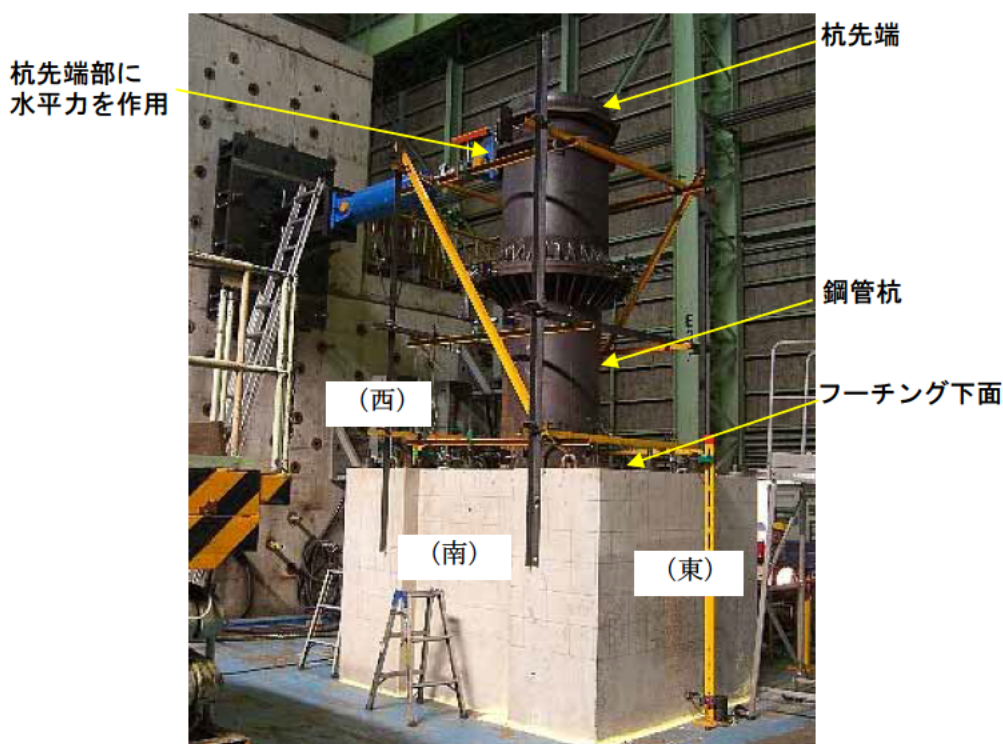 杭先端
杭先端部に
水平力を作用
鋼管杭
フーチング下面
（西）
（南）
（東）